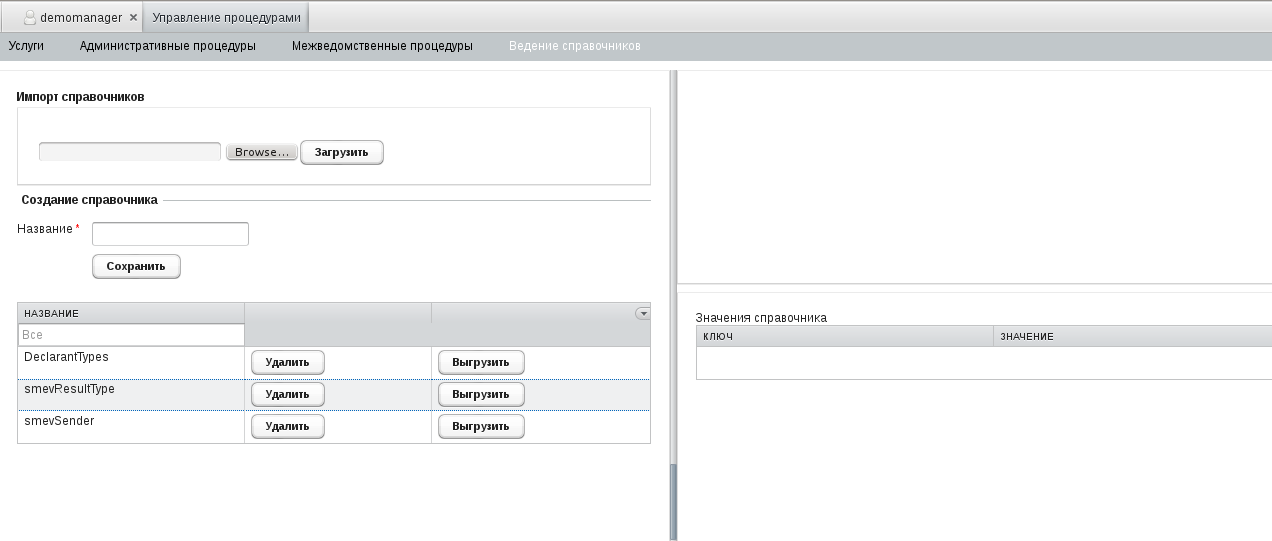 demomanager Управление процедурами
Услуги Административные процедуры Межведомственные процедуры Ведение справочников
Импорт справочников
Browse... Загрузить
Создание справочника
Название *
Сохранить
НАЗВАНИЕ
Все
DeclarantTypes Удалить Выгрузить
smevResultType Удалить Выгрузить
smevSender Удалить Выгрузить
Значения справочника
КЛЮЧ ЗНАЧЕНИЕ